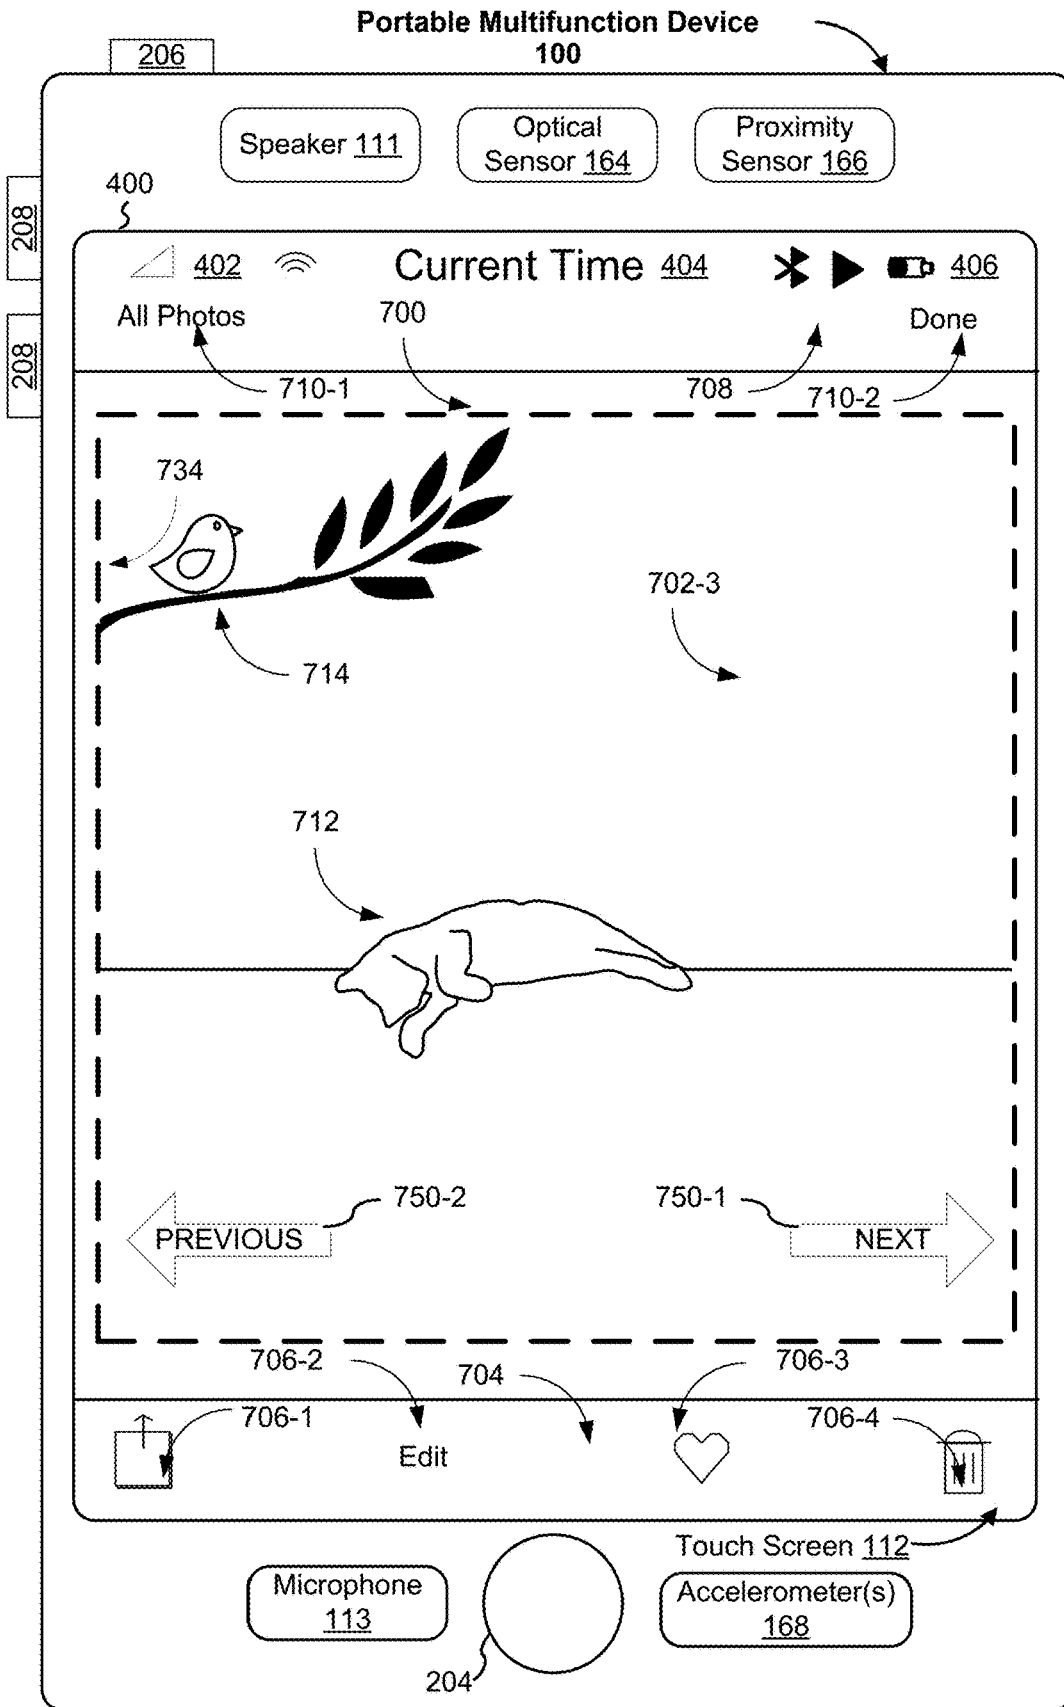 Portable Multifunction Device
100
206
Speaker 111
Optical
Sensor 164
Proximity
Sensor 166
208
208
400
402
Current Time 404
406
All Photos
700
Done
710-1
708
710-2
734
702-3
714
712
750-2
750-1
PREVIOUS
NEXT
706-2
704
706-3
706-1
706-4
Edit
Touch Screen 112
Microphone
113
Accelerometer(s)
168
204